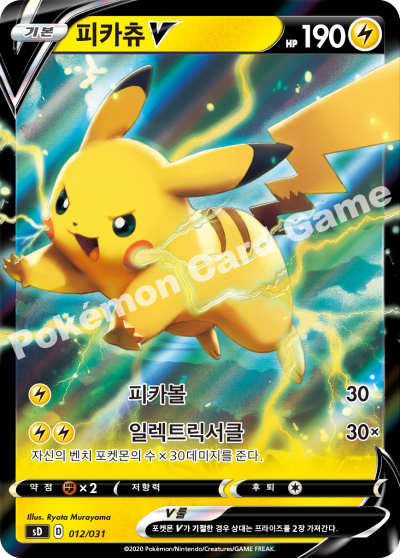 기본 피카츄 V HP 190
Pokémon Card Game
피카볼 30
일렉트릭서클 30×
자신의 벤치 포켓몬의 수 × 30데미지를 준다.
약점 ×2 저항력 후퇴
Illus. Ryota Murayama
V룰
sD D 012/031
포켓몬 V가 기절한 경우 상대는 프라이즈를 2장 가져간다.
©2020 Pokémon/Nintendo/Creatures/GAME FREAK.